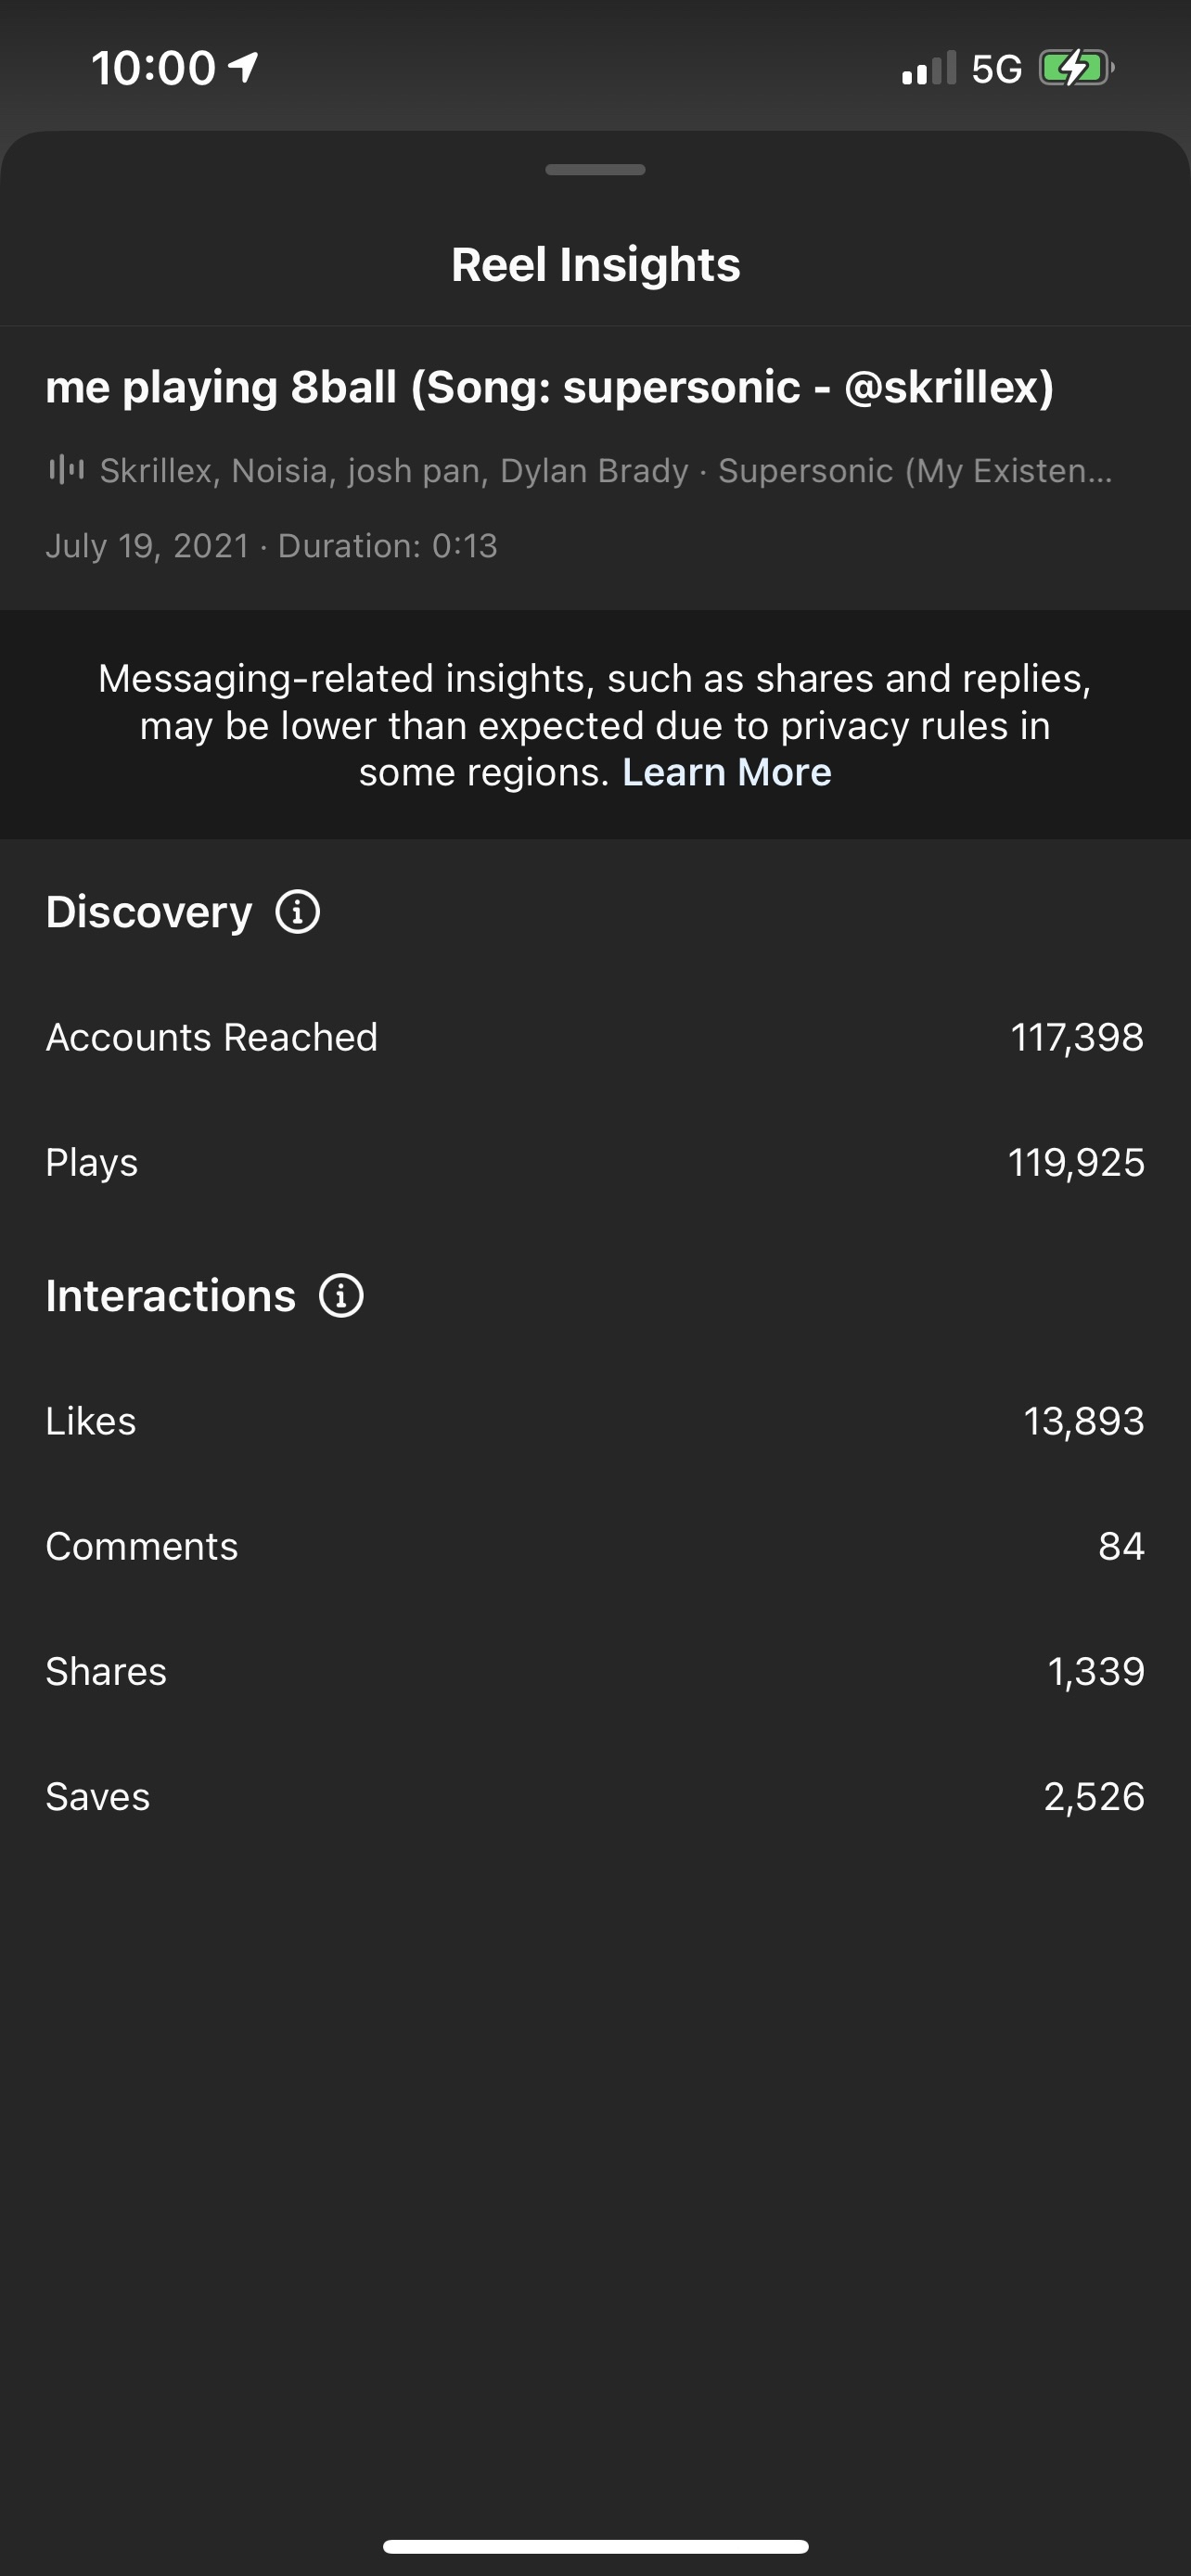 10:00
5G
Reel Insights
me playing 8ball (Song: supersonic - @skrillex)
Skrillex, Noisia, josh pan, Dylan Brady · Supersonic (My Existen...
July 19, 2021 · Duration: 0:13
Messaging-related insights, such as shares and replies,
may be lower than expected due to privacy rules in
some regions. Learn More
Discovery
Accounts Reached 117,398
Plays 119,925
Interactions
Likes 13,893
Comments 84
Shares 1,339
Saves 2,526